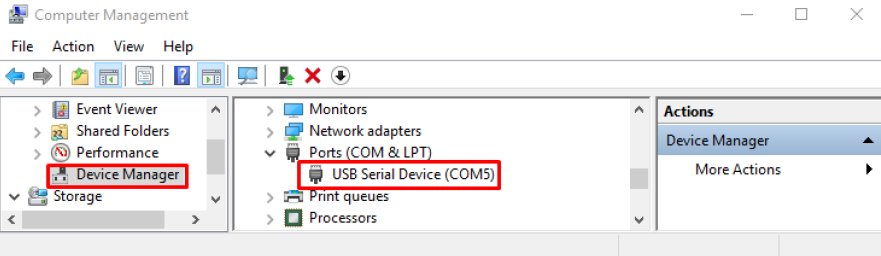 Computer Management
File Action View Help
Event Viewer
Shared Folders
Performance
Device Manager
Storage
Monitors
Network adapters
Ports (COM & LPT)
USB Serial Device (COM5)
Print queues
Processors
Actions
Device Manager
More Actions